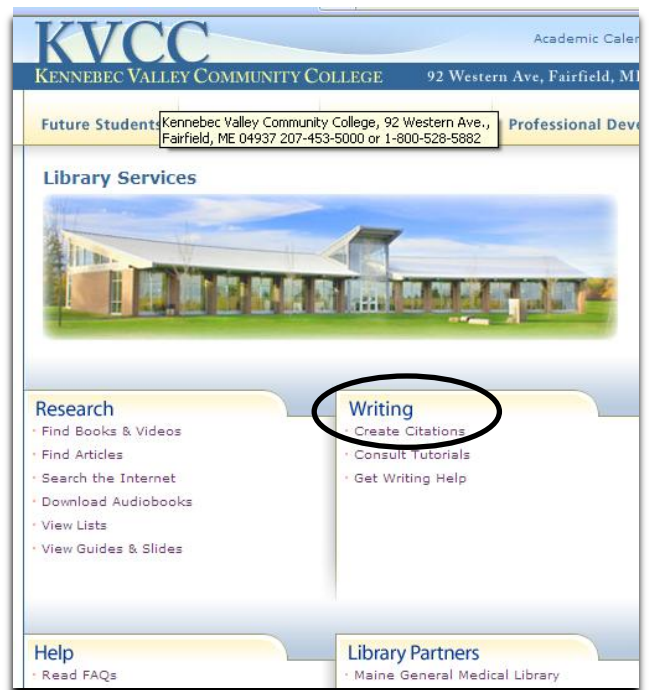 KVCC
Academic Caler
KENNEBEC VALLEY COMMUNITY COLLEGE 92 Western Ave, Fairfield, MI
Future Students
Kennebec Valley Community College, 92 Western Ave.,
Fairfield, ME 04937 207-453-5000 or 1-800-528-5882
Professional Deve
Library Services
Research
· Find Books & Videos
· Find Articles
· Search the Internet
· Download Audiobooks
· View Lists
· View Guides & Slides
Writing
· Create Citations
· Consult Tutorials
· Get Writing Help
Help
· Read FAQs
Library Partners
· Maine General Medical Library